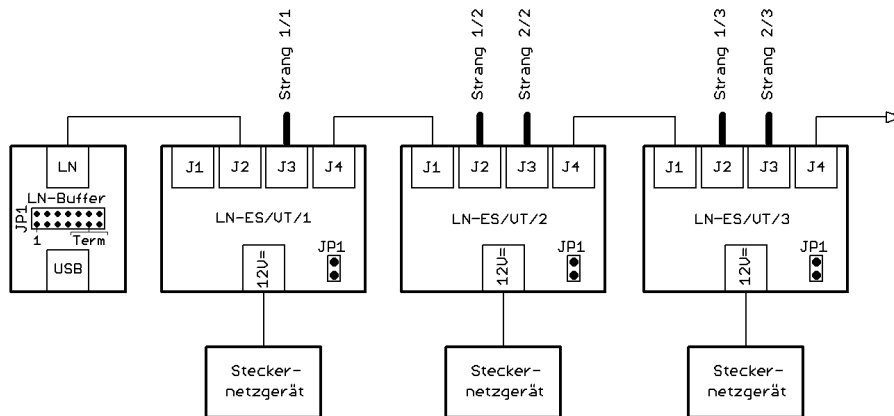 Strang 1/1
Strang 1/2
Strang 2/2
Strang 1/3
Strang 2/3
LN
LN-Buffer
JP1
1
Term
USB
J1 J2 J3 J4
LN-ES/UT/1
12V=
JP1
J1 J2 J3 J4
LN-ES/UT/2
12V=
JP1
J1 J2 J3 J4
LN-ES/UT/3
12V=
JP1
Stecker-
netzgerät
Stecker-
netzgerät
Stecker-
netzgerät